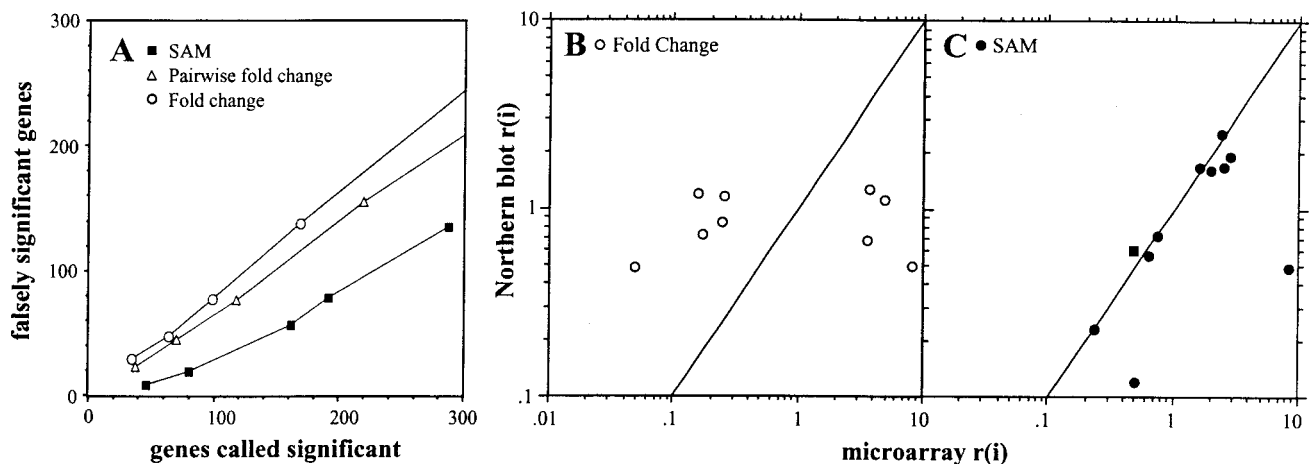 300
200
100
0
0
100
200
300
falsely significant genes
genes called significant
A
SAM
Pairwise fold change
Fold change
B
Fold Change
10
1
.1
.01
.1
1
10
Northern blot r(i)
C
SAM
.1
1
10
microarray r(i)